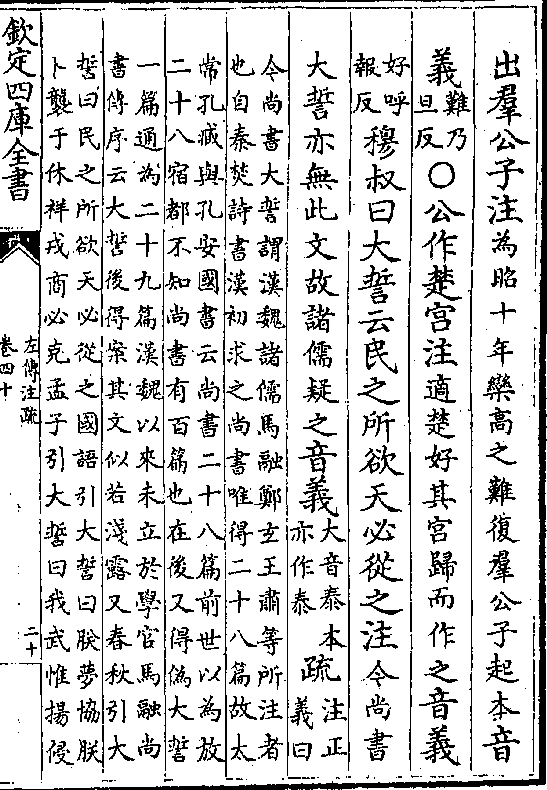 出羣公子注為昭十年欒高之難復羣公子起本音
義難乃旦反〇公作楚宫注適楚好其宫歸而作之音義
好呼報反穆叔曰大誓云民之所欲天必從之注今尚書
大誓亦無此文故諸儒疑之音義大音泰本亦作泰疏注正義曰
今尚書大誓謂漢魏諸儒馬融鄭玄王肅等所注者
也自秦焚詩書漢初求之尚書唯得二十八篇故太
常孔臧與孔安國書云尚書二十八篇前世以為放
二十八宿都不知尚書有百篇也在後又得偽大誓
一篇通為二十九篇漢魏以來未立於學官馬融尚
書傳序云大誓後得案其文似若淺露又春秋引大
誓曰民之所欲天必從之國語引大誓曰朕夢協朕
卜襲于休祥戎商必克孟子引大誓曰我武惟揚侵
欽定四庫全書
左傳注疏
卷四十
二十